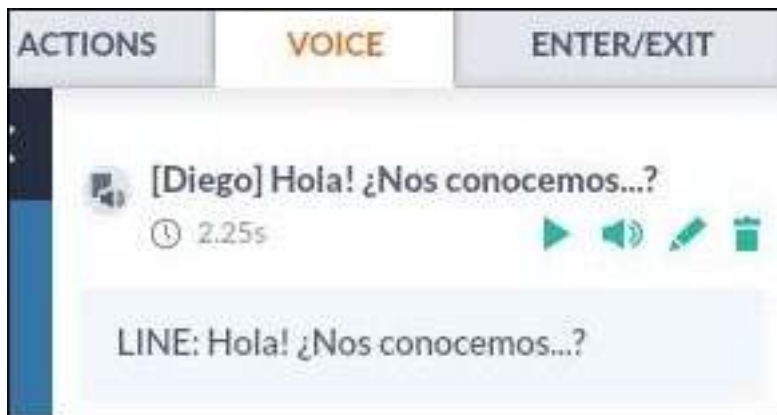 ACTIONS VOICE ENTER/EXIT
[Diego] Hola! ¿Nos conocemos...?
2.25s
LINE: Hola! ¿Nos conocemos...?